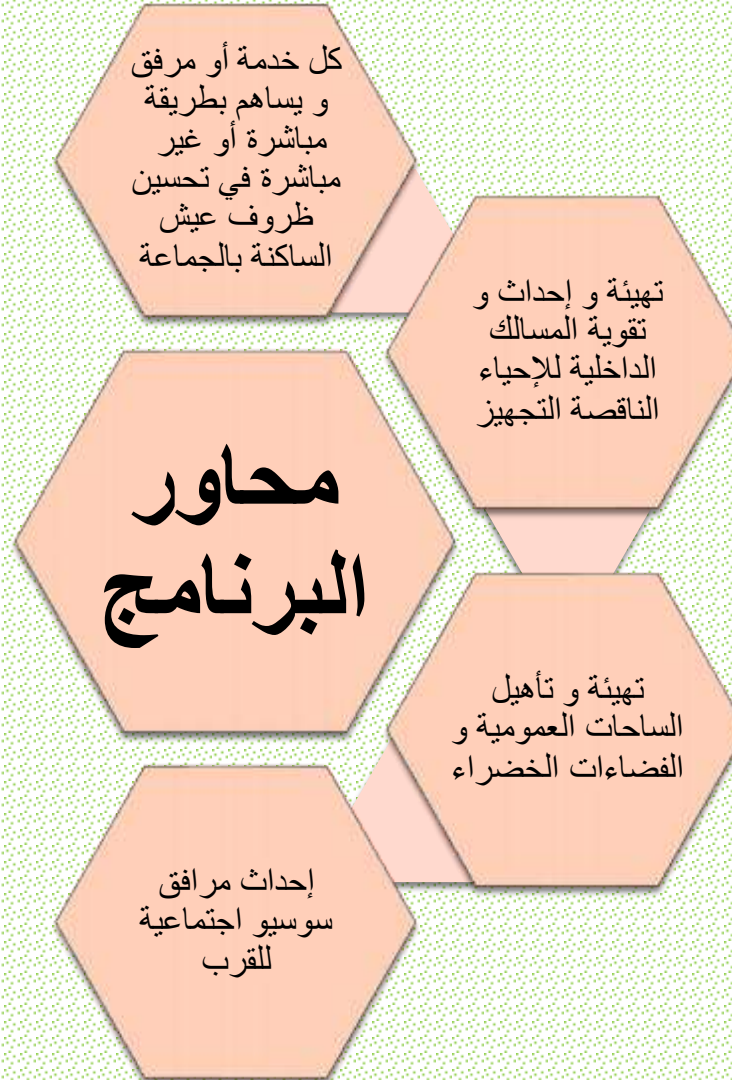 كل خدمة أو مرفق
و يساهم بطريقة
مباشرة أو غير
مباشرة في تحسين
ظروف عيش
الساكنة بالجماعة
تهيئة و إحداث و
تقوية المسالك
الداخلية للإحياء
الناقصة التجهيز
محاور
البرنامج
تهيئة و تأهيل
الساحات العمومية و
الفضاءات الخضراء
إحداث مرافق
سوسيو اجتماعية
للقرب